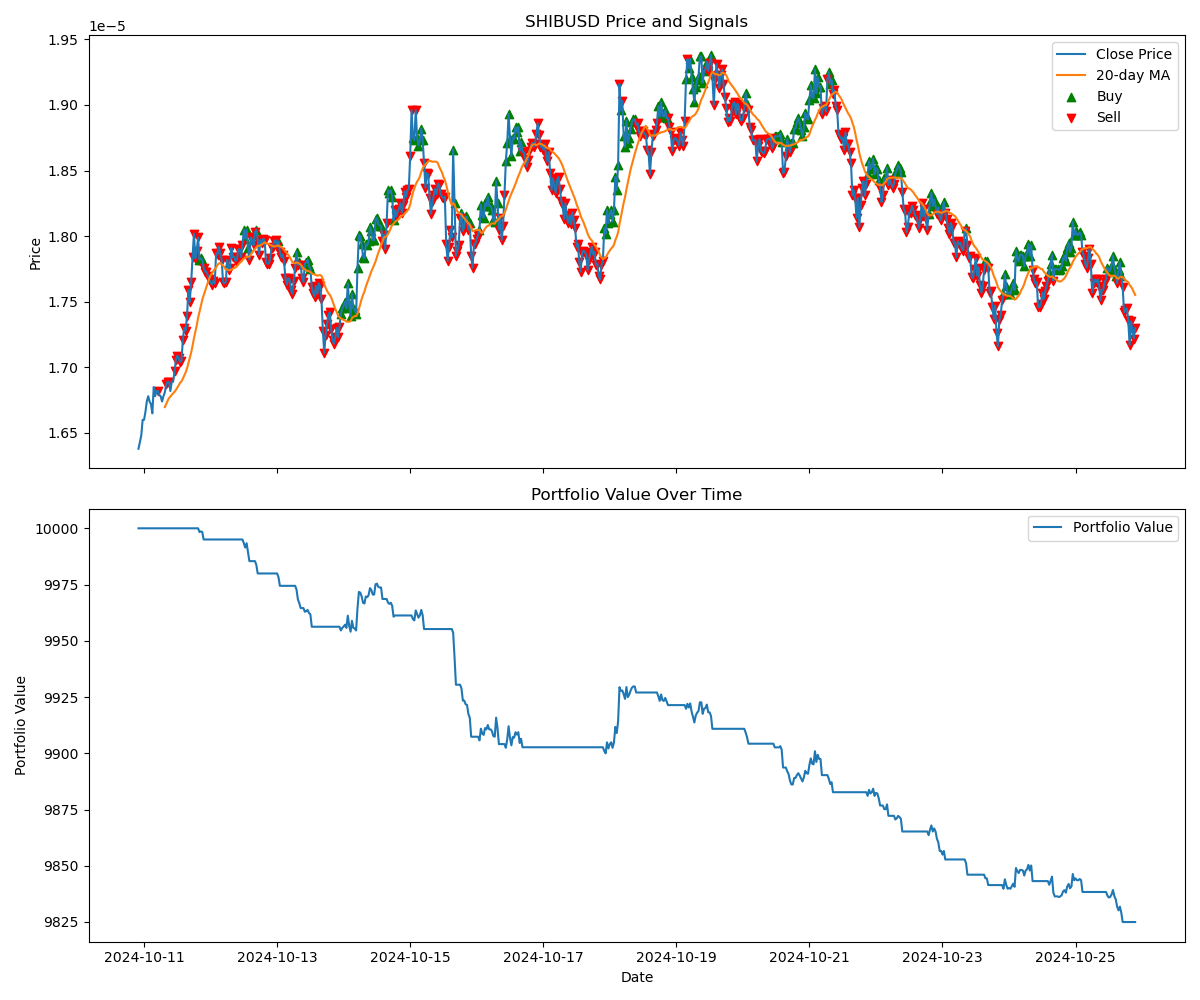 SHIBUSD Price and Signals
1e−5
1.95
1.90
1.85
1.80
1.75
1.70
1.65
Price
Close Price
20-day MA
Buy
Sell
Portfolio Value Over Time
10000
9975
9950
9925
9900
9875
9850
9825
Portfolio Value
Portfolio Value
2024-10-11
2024-10-13
2024-10-15
2024-10-17
2024-10-19
2024-10-21
2024-10-23
2024-10-25
Date